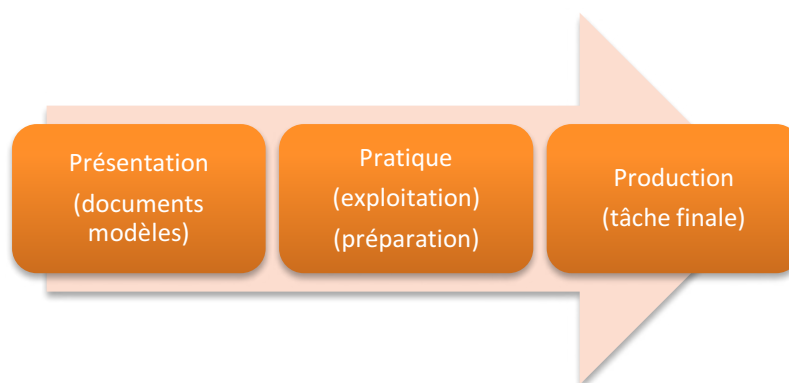 Présentation
(documents
modèles)
Pratique
(exploitation)
(préparation)
Production
(tâche finale)